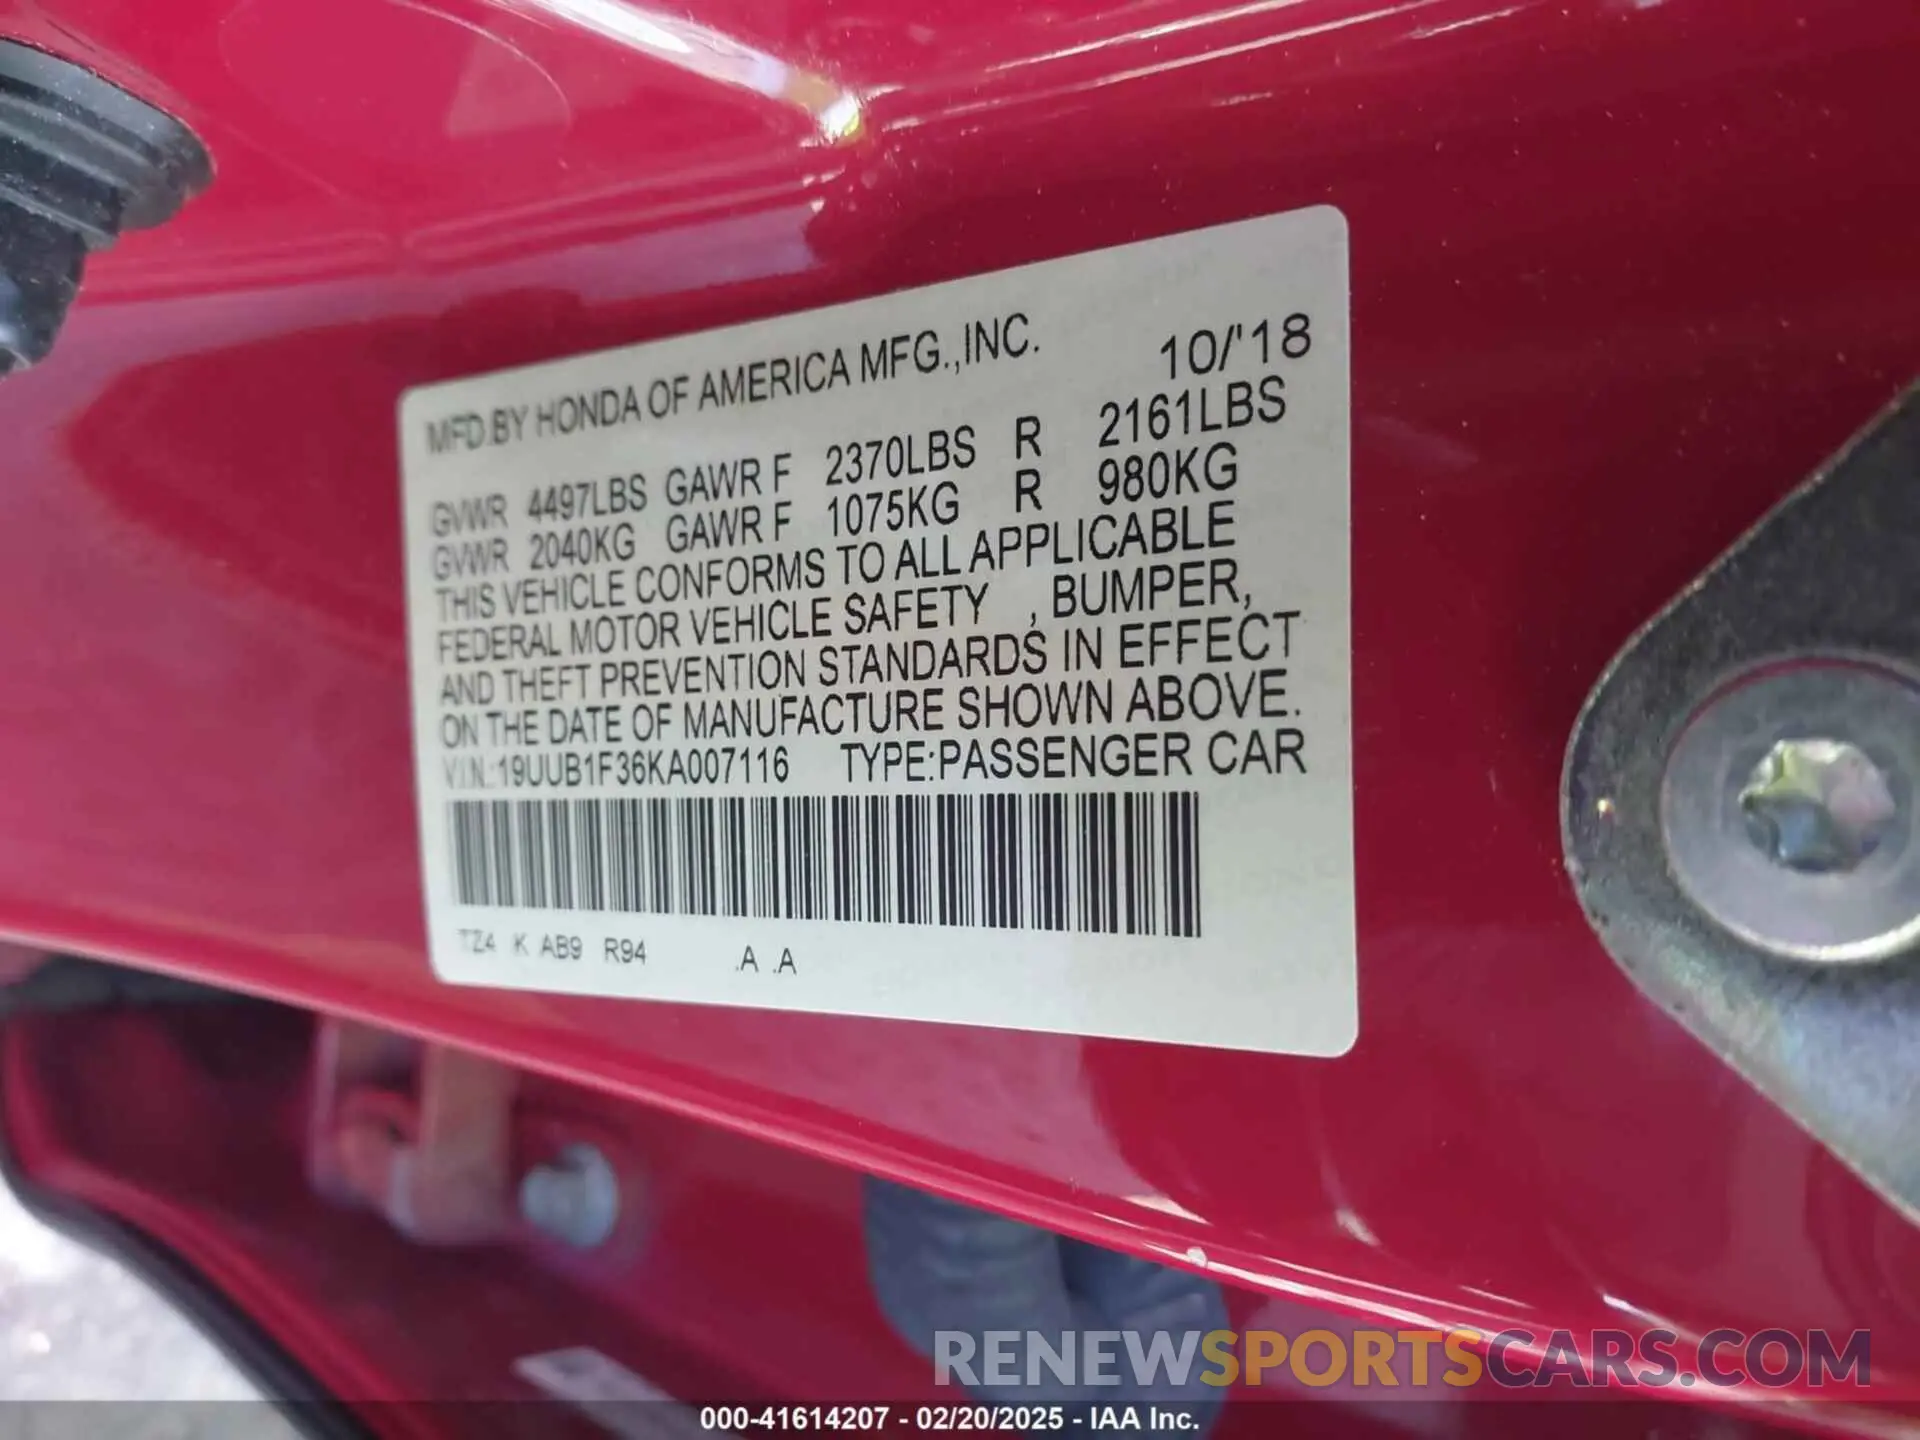 MFD.BY HONDA OF AMERICA MFG.,INC. 10/'18
GVWR 4497LBS GAWR F 2370LBS R 2161LBS
GVWR 2040KG GAWR F 1075KG R 980KG
THIS VEHICLE CONFORMS TO ALL APPLICABLE
FEDERAL MOTOR VEHICLE SAFETY , BUMPER,
AND THEFT PREVENTION STANDARDS IN EFFECT
ON THE DATE OF MANUFACTURE SHOWN ABOVE.
V.I.N.:19UUB1F36KA007116 TYPE:PASSENGER CAR
TZ4 K AB9 R94 .A .A
RENEWSPORTSCARS.COM
000-41614207 - 02/20/2025 - IAA Inc.